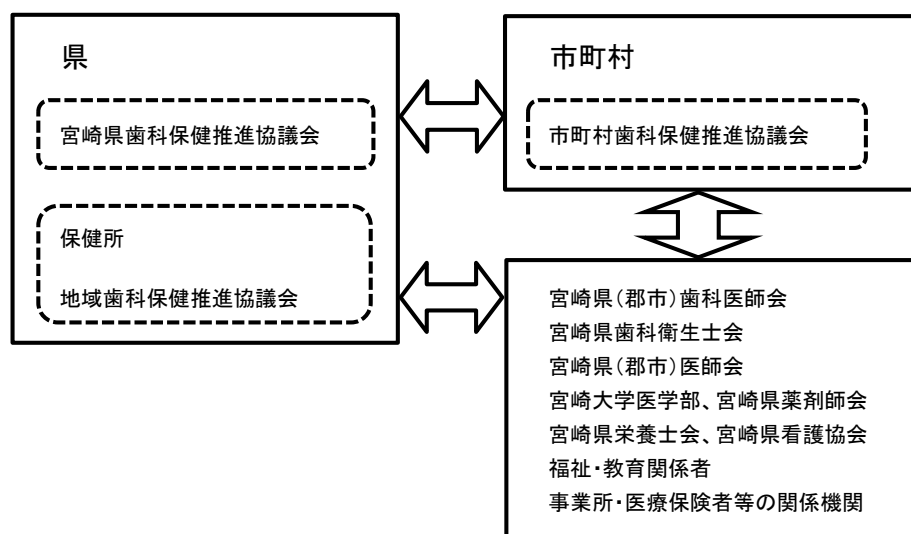 県
宮崎県歯科保健推進協議会
保健所
地域歯科保健推進協議会
市町村
市町村歯科保健推進協議会
宮崎県(郡市)歯科医師会
宮崎県歯科衛生士会
宮崎県(郡市)医師会
宮崎大学医学部、宮崎県薬剤師会
宮崎県栄養士会、宮崎県看護協会
福祉・教育関係者
事業所・医療保険者等の関係機関